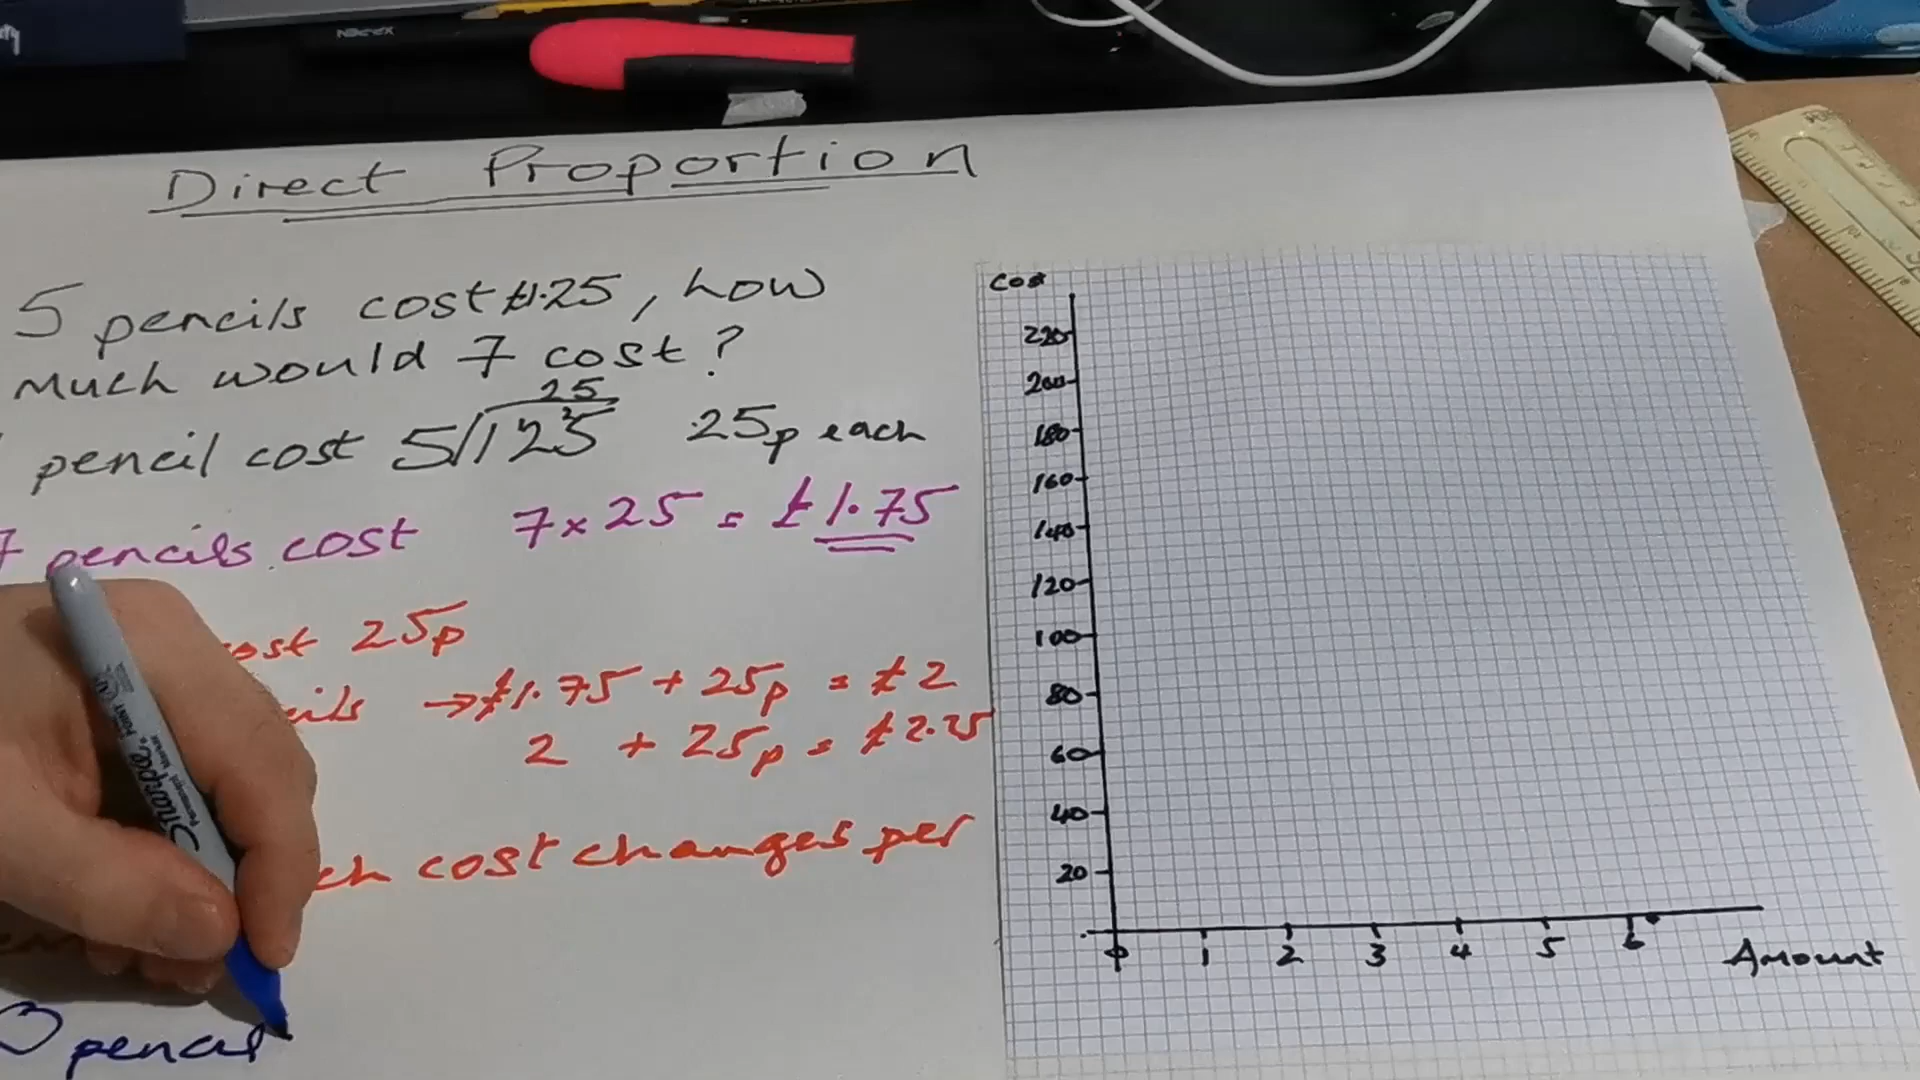 Direct Proportion
5 pencils cost £1.25, how
much would 7 cost?
25
pencil cost 5 125 25p each
7 pencils cost 7 × 25 = £1.75
cost 25p
→ £1.75 + 25p = £2
2 + 25p = £2.25
cost changes per
0 pencil
Cost
220
200
180
160
140
120
100
80
60
40
20
0 1 2 3 4 5 6 Amount
Sharpie